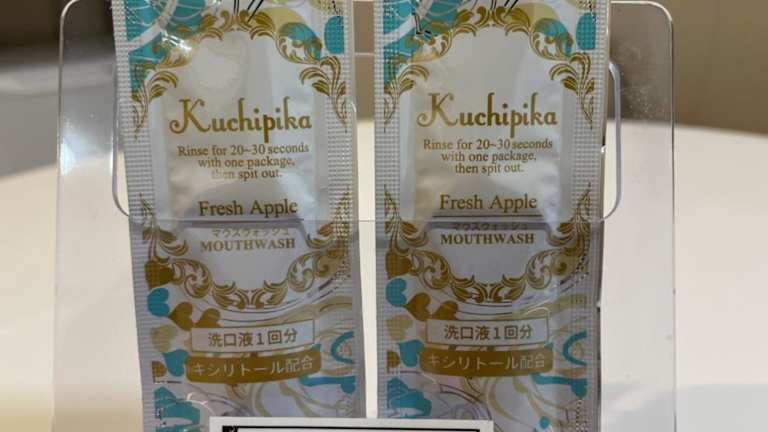 Kuchipika
Rinse for 20~30 seconds
with one package,
then spit out.
Fresh Apple
マウスウォッシュ
MOUTHWASH
洗口液1回分
キシリトール配合
Kuchipika
Rinse for 20~30 seconds
with one package,
then spit out.
Fresh Apple
マウスウォッシュ
MOUTHWASH
洗口液1回分
キシリトール配合